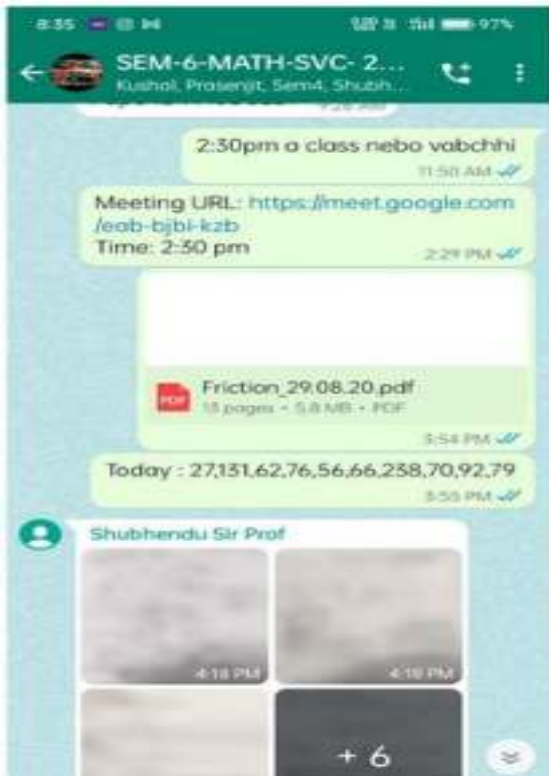 8:35 97%
SEM-6-MATH-SVC- 2...
Kushal, Prosenjit, Sem4, Shubh...
2:30pm a class nebo vabchhi
11:50 AM
Meeting URL: https://meet.google.com
/eab-bjbi-kzb
Time: 2:30 pm
2:29 PM
PDF
Friction_29.08.20.pdf
13 pages • 5.8 MB • PDF
3:54 PM
Today : 27,131,62,76,56,66,238,70,92,79
3:55 PM
Shubhendu Sir Prof
4:18 PM 4:19 PM
+ 6